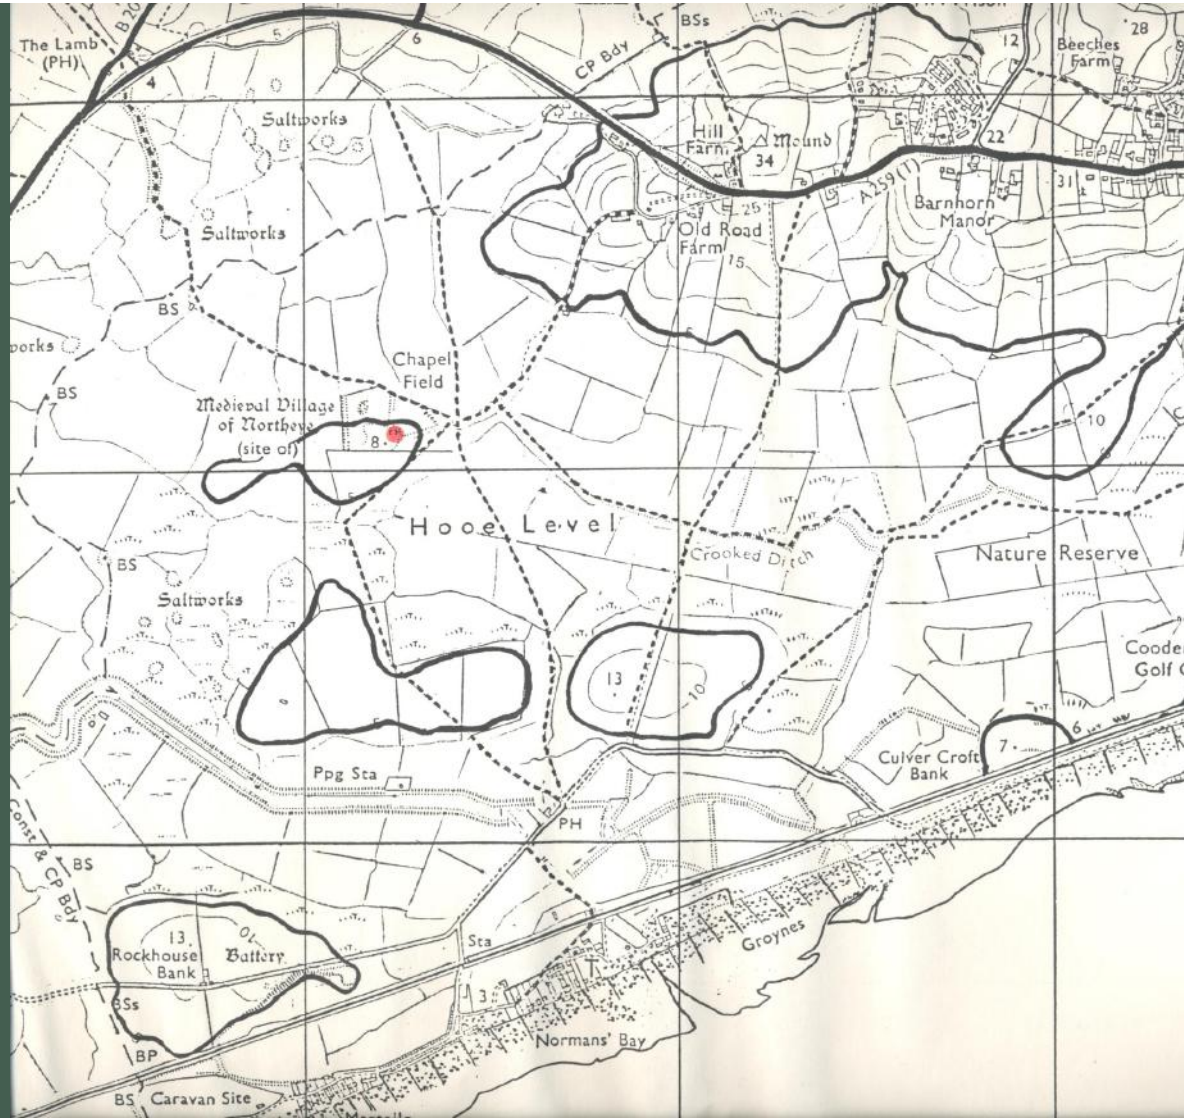 B 20
The Lamb
(PH)
4
5
6
BSs
CP Bdy
12
Beeches
Farm
28
Saltworks
Hill
Farm
Mound
34
22
A 259 (T)
31
Barnhorn
Manor
25
Old Road
Farm
15
Saltworks
BS
works
BS
Chapel
Field
Medieval Village
of Northeye
(site of)
8
10
Hooe Level
Crooked Ditch
Nature Reserve
BS
Saltworks
13
10
Cooden
Golf C
5
6
7
Culver Croft
Bank
Ppg Sta
PH
Const & CP Bdy
BS
13
Rockhouse
Bank
10
Battery
Sta
Groynes
3
BSs
Normans' Bay
BP
BS
Caravan Site